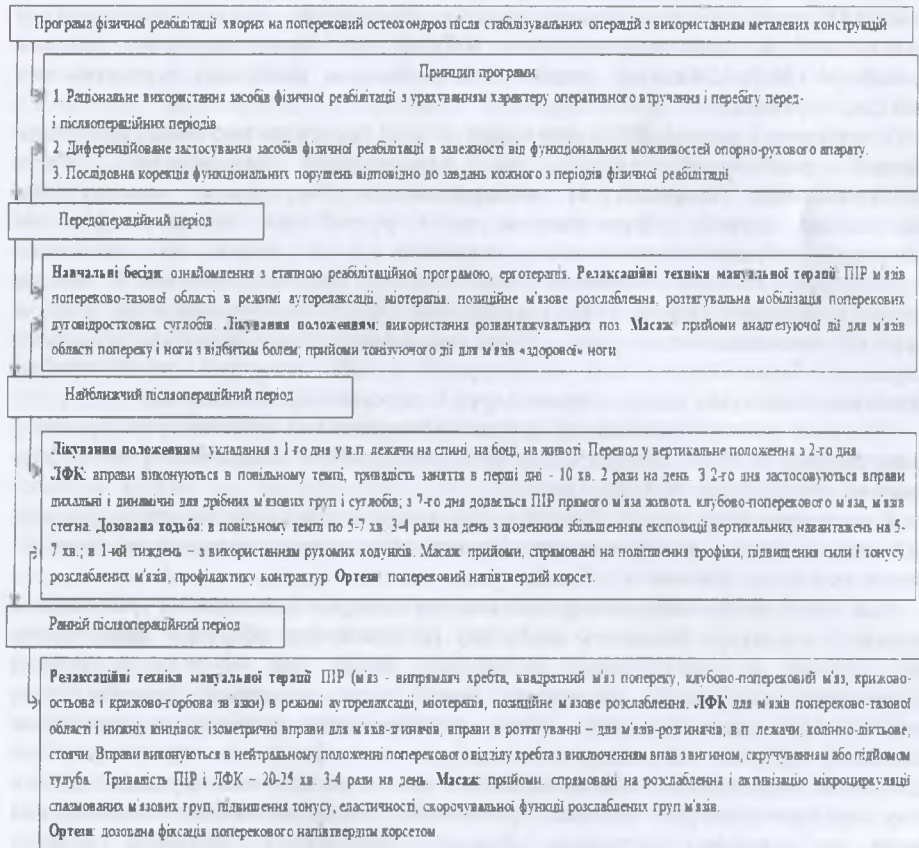 Програма фізичної реабілітації хворих на поперековий остеохондроз після стабілізувальних операцій з використанням металевих конструкцій
Принцип програми
1. Раціональне використання засобів фізичної реабілітації з урахуванням характеру оперативного втручання і перебігу перед-
і післяопераційних періодів
2. Диференційоване застосування засобів фізичної реабілітації в залежності від функціональних можливостей опорно-рухового апарату.
3. Послідовна корекція функціональних порушень відповідно до завдань кожного з періодів фізичної реабілітації
Передопераційний період
Навчальні бесіди: ознайомлення з етапною реабілітаційної програмою, ерготерапія. Релаксаційні техніки мануальної терапії: ПІР м'язів
попереково-тазової області в режимі ауторелаксації, міотерапія, позиційне м'язове розслаблення, розтягувальна мобілізація поперекових
дуговідросткових суглобів. Лікування положенням: використання розвантажувальних поз. Масаж: прийоми аналгезуючої дії для м'язів
області попереку і ноги з відбитим болем; прийоми тонізуючого дії для м'язів «здорової» ноги
Найближчий післяопераційний період
Лікування положенням: укладання з 1-го дня у в.п. лежачи на спині, на боці, на животі. Перевод у вертикальне положення з 2-го дня.
ЛФК: вправи виконуються в повільному темпі, тривалість заняття в перші дні - 10 хв. 2 рази на день. З 2-го дня застосовуються вправи
дихальні і динамічні для дрібних м'язових груп і суглобів; з 7-го дня додається ПІР прямого м'яза живота, клубово-поперекового м'яза, м'язів
стегна. Дозована ходьба: в повільному темпі по 5-7 хв. 3-4 рази на день з щоденним збільшенням експозиції вертикальних навантажень на 5-
7 хв.; в 1-ий тиждень – з використанням рухомих ходунків. Масаж: прийоми, спрямовані на поліпшення трофіки, підвищення сили і тонусу
розслаблених м'язів, профілактику контрактур. Ортези: поперековий напівтвердий корсет.
Ранній післяопераційний період
Релаксаційні техніки мануальної терапії: ПІР (м'яз - випрямляч хребта, квадратний м'яз попереку, клубово-поперековий м'яз, крижово-
остьова і крижово-горбова зв'язки) в режимі ауторелаксації, міотерапія, позиційне м'язове розслаблення. ЛФК для м'язів попереково-тазової
області і нижніх кінцівок: ізометричні вправи для м'язів-згиначів, вправи в розтягуванні – для м'язів-розгиначів; в.п. лежачи, колінно-ліктьове,
стоячи. Вправи виконуються в нейтральному положенні поперекового відділу хребта з виключенням вправ з вигином, скручуванням або підйомом
тулуба. Тривалість ПІР і ЛФК – 20-25 хв. 3-4 рази на день. Масаж: прийоми, спрямовані на розслаблення і активізацію мікроциркуляції
спазмованих м'язових груп, підвищення тонусу, еластичності, скорочувальної функції розслаблених груп м'язів.
Ортези: дозована фіксація поперекового напівтвердим корсетом.